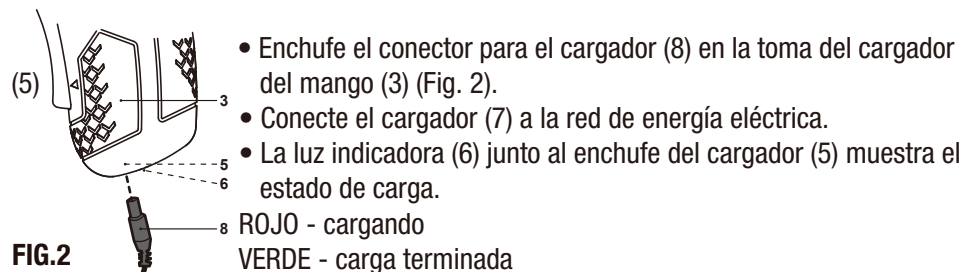 (5)
3
5
6
8
FIG.2
• Enchufe el conector para el cargador (8) en la toma del cargador
del mango (3) (Fig. 2).
• Conecte el cargador (7) a la red de energía eléctrica.
• La luz indicadora (6) junto al enchufe del cargador (5) muestra el
estado de carga.
ROJO - cargando
VERDE - carga terminada